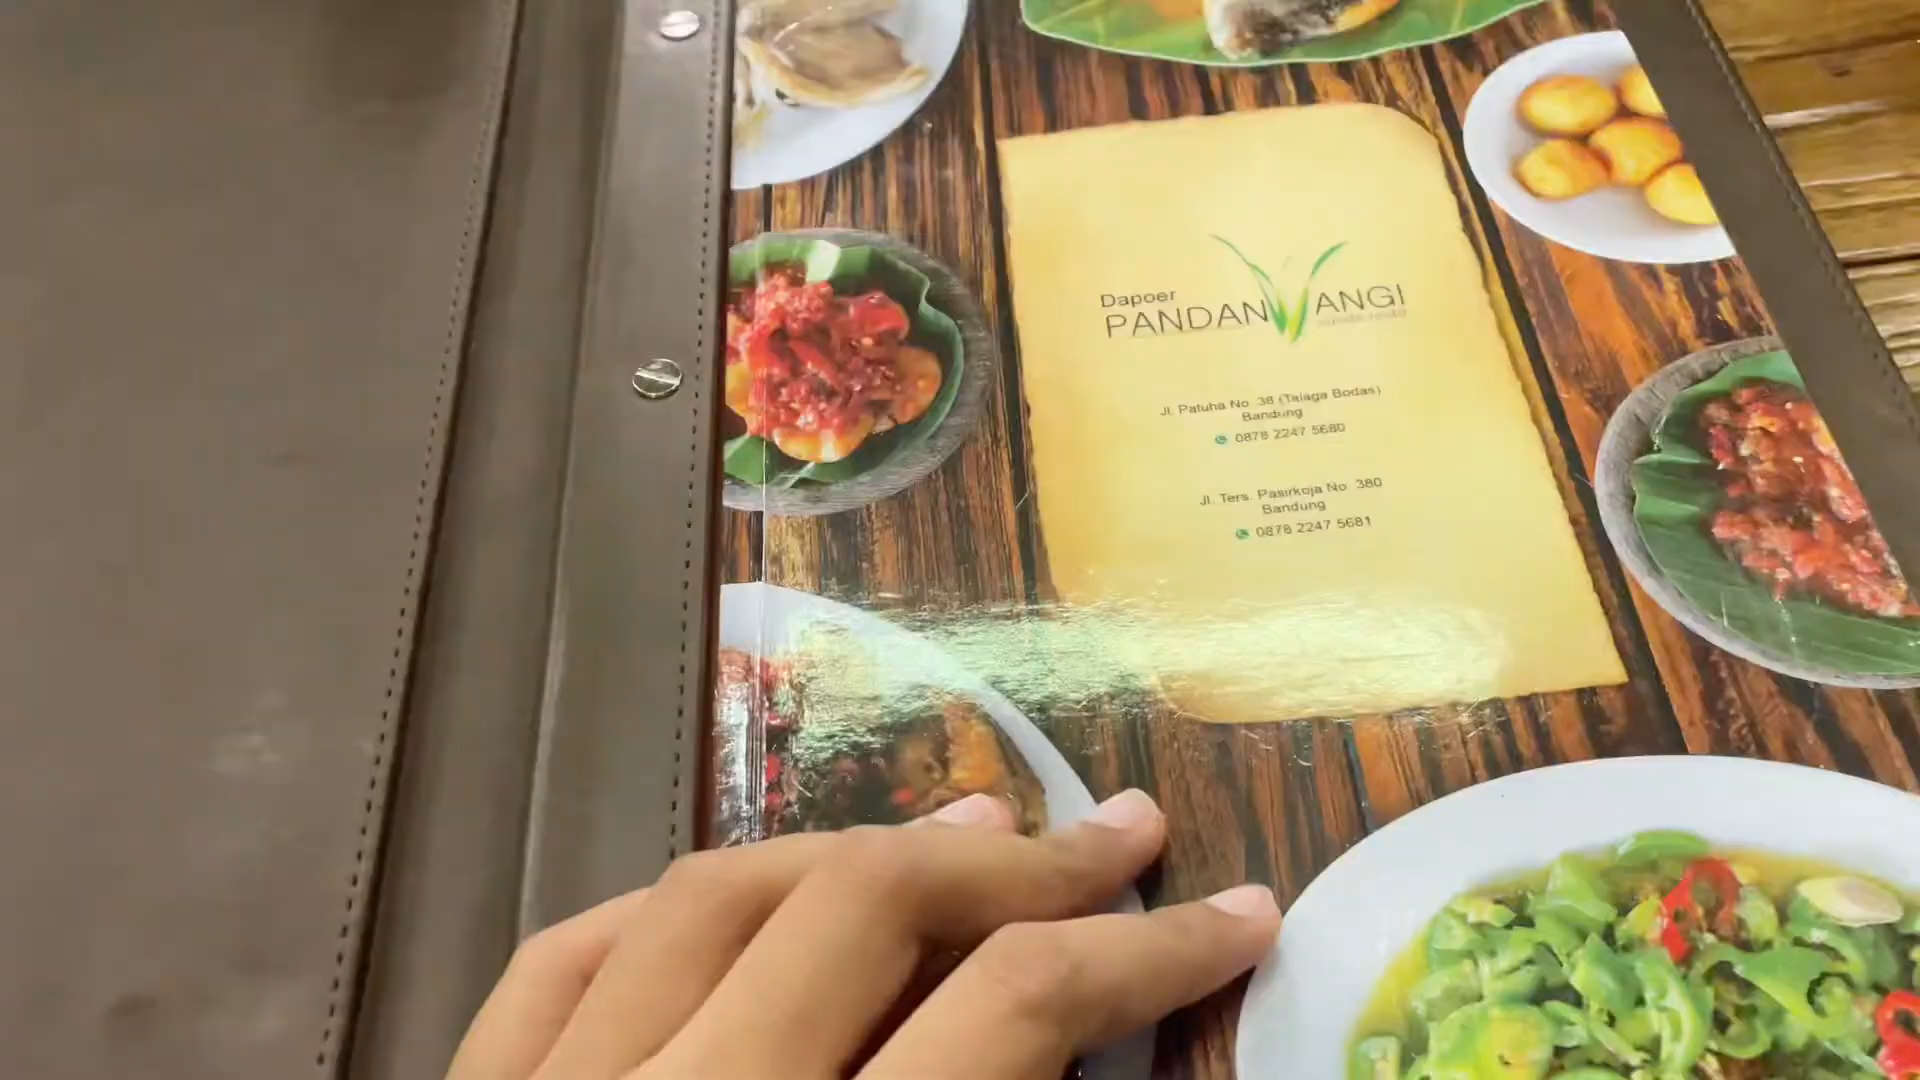 Dapoer
PANDANWANGI
Jl. Patuha No. 38 (Talaga Bodas)
Bandung
0878 2247 5680
Jl. Ters. Pasirkoja No. 380
Bandung
0878 2247 5681